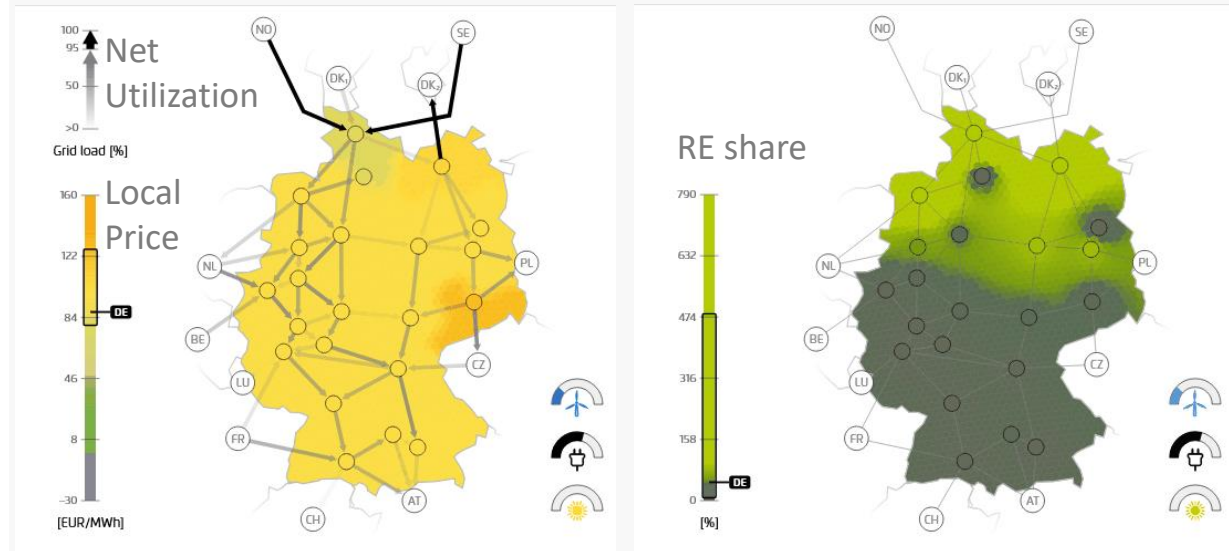 100
95
50
>0
Grid load [%]
Net
Utilization
160
122
84
46
8
-30
[EUR/MWh]
DE
Local
Price
NO
SE
DK₁
DK₂
NL
BE
LU
FR
CH
AT
CZ
PL
RE share
790
632
474
316
158
0
[%]
DE
NO
SE
DK₁
DK₂
NL
BE
LU
FR
CH
AT
CZ
PL